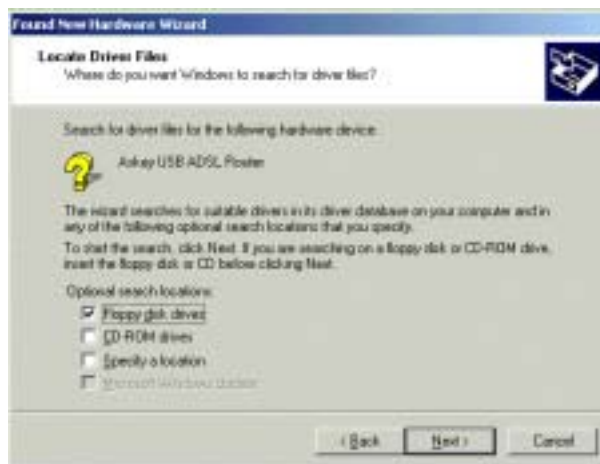 Found New Hardware Wizard
Locate Driver Files
Where do you want Windows to search for driver files?
Search for driver files for the following hardware device:
Askey USB ADSL Router
The wizard searches for suitable drivers in its driver database on your computer and in
any of the following optional search locations that you specify.
To start the search, click Next. If you are searching on a floppy disk or CD-ROM drive,
insert the floppy disk or CD before clicking Next.
Optional search locations:
Floppy disk drives
CD-ROM drives
Specify a location
Microsoft Windows Update
< Back
Next >
Cancel